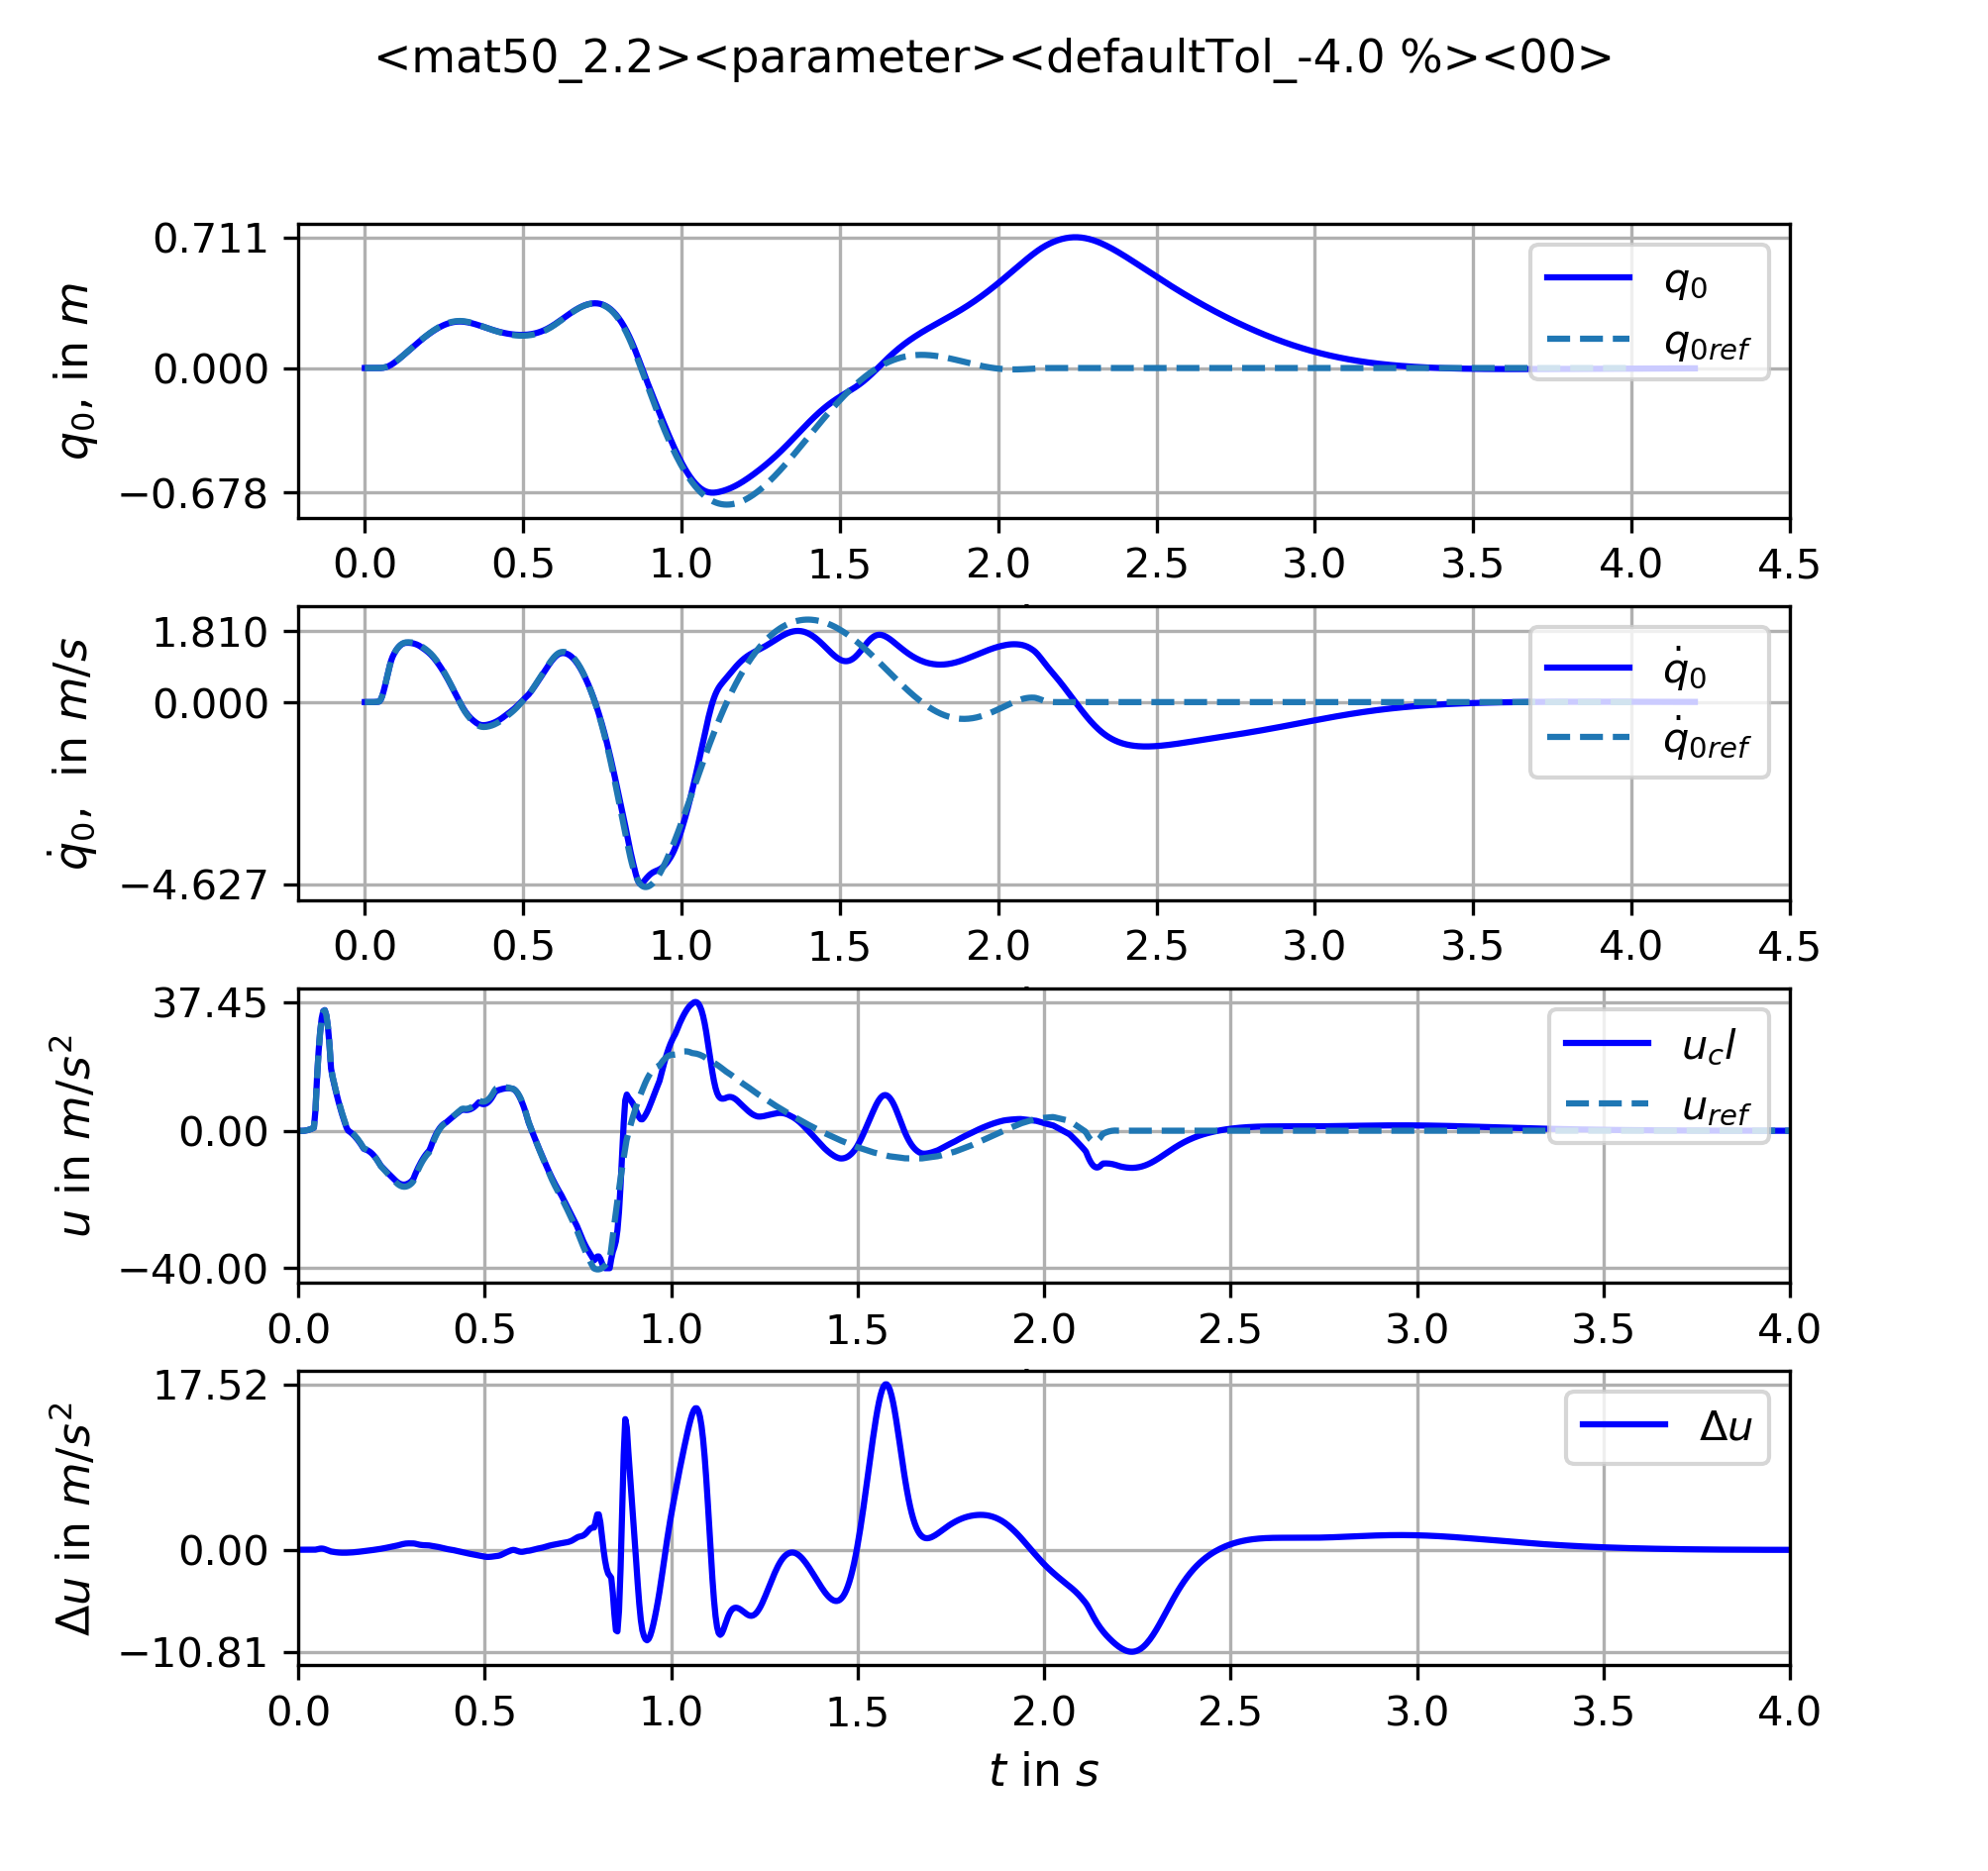 <mat50_2.2><parameter><defaultTol_-4.0 %><00>
q₀, in m
0.711
0.000
−0.678
q₀
q₀ref
0.0 0.5 1.0 1.5 2.0 2.5 3.0 3.5 4.0 4.5
q̇₀, in m/s
1.810
0.000
−4.627
q̇₀
q̇₀ref
0.0 0.5 1.0 1.5 2.0 2.5 3.0 3.5 4.0 4.5
u in m/s²
37.45
0.00
−40.00
u_cl
u_ref
0.0 0.5 1.0 1.5 2.0 2.5 3.0 3.5 4.0
Δu in m/s²
17.52
0.00
−10.81
Δu
0.0 0.5 1.0 1.5 2.0 2.5 3.0 3.5 4.0
t in s